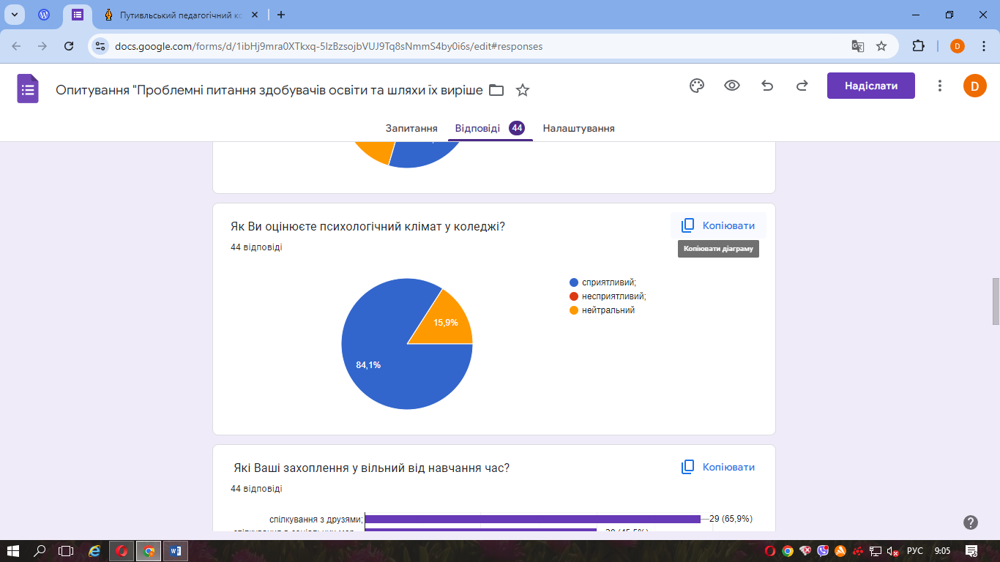 Путивльський педагогічний ко
docs.google.com/forms/d/1ibHj9mra0XTkxq-5IzBzsojbVUJ9Tq8sNmmS4by0i6s/edit#responses
D
Опитування "Проблемні питання здобувачів освіти та шляхи їх виріше
Надіслати
D
Запитання
Відповіді 44
Налаштування
Як Ви оцінюєте психологічний клімат у коледжі?
Копіювати
44 відповіді
Копіювати діаграму
сприятливий;
несприятливий;
нейтральний
15,9%
84,1%
Які Ваші захоплення у вільний від навчання час?
Копіювати
44 відповіді
спілкування з друзями;
29 (65,9%)
РУС
9:05